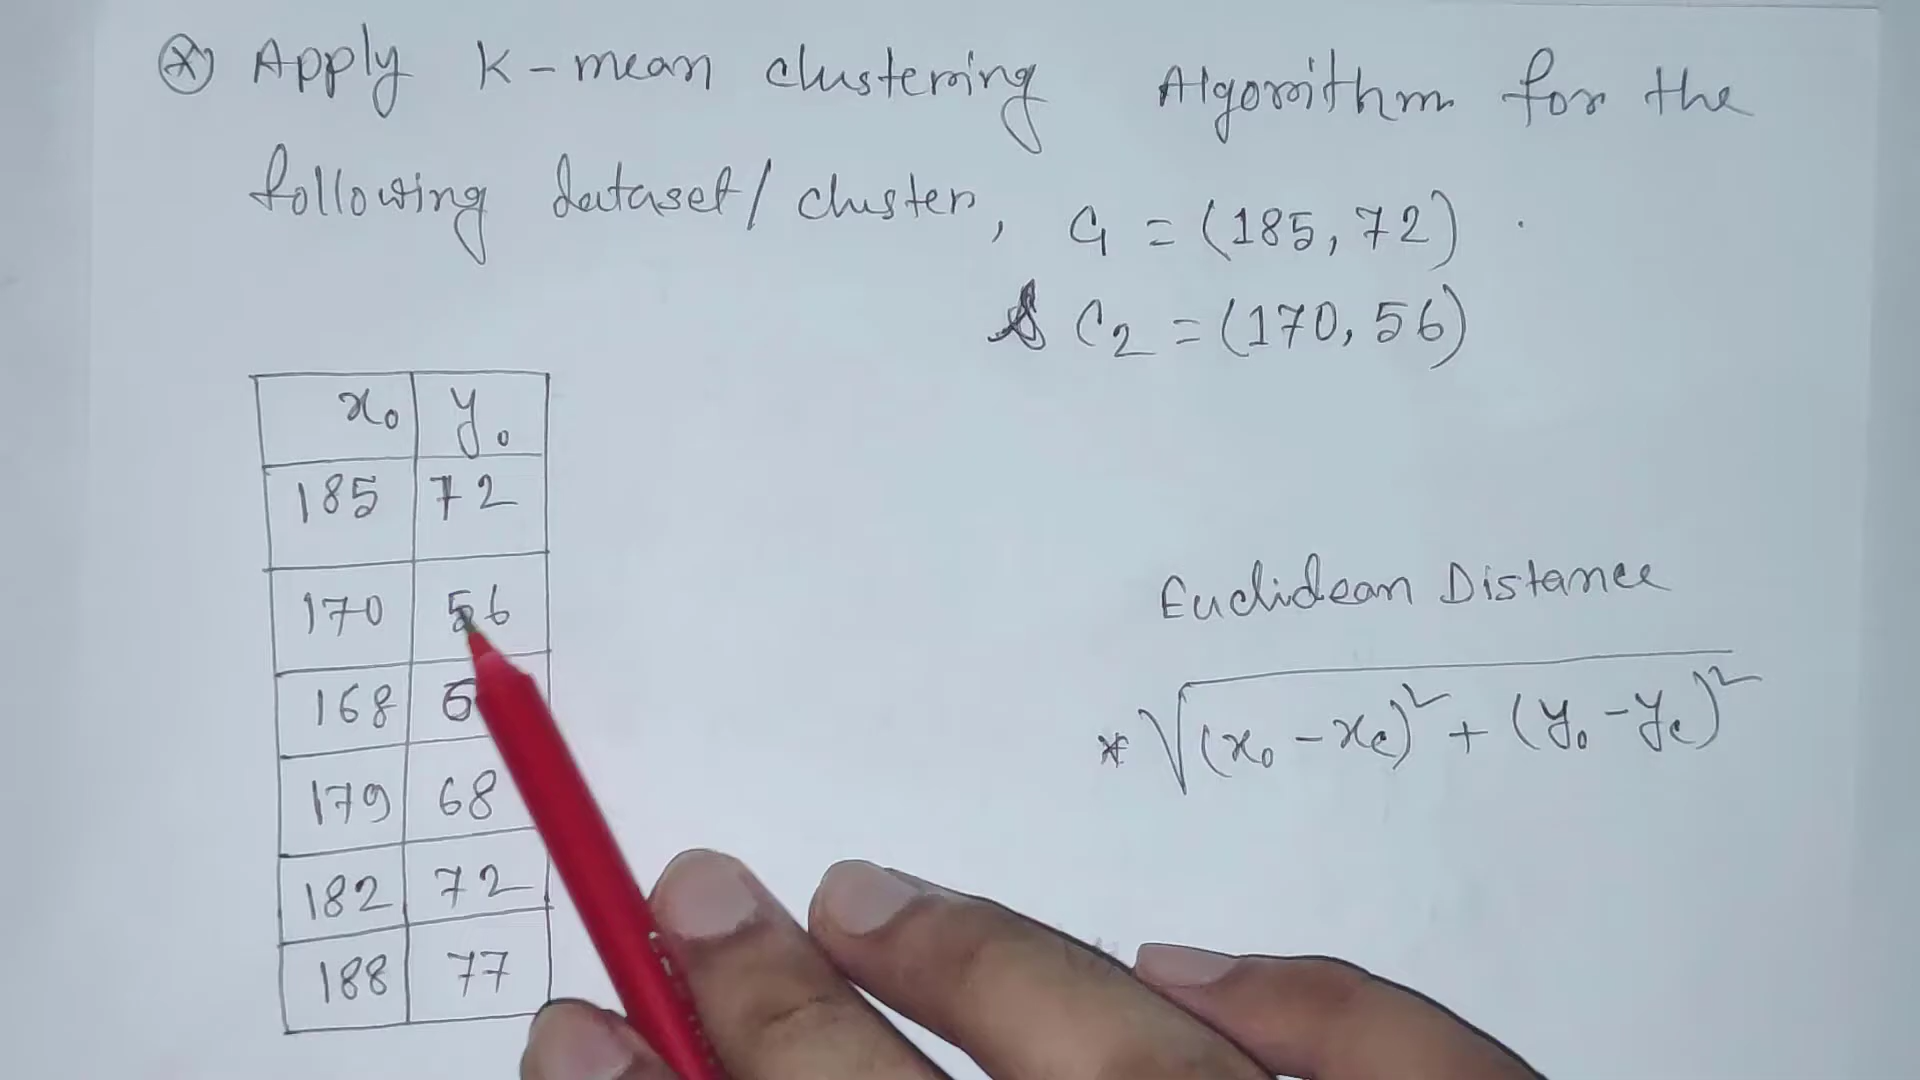 Apply K-mean clustering Algorithm for the
following dataset/cluster, C1 = (185, 72)
& C2 = (170, 56)
x₀ y₀
185 72
170 56
168 6
179 68
182 72
188 77
Euclidean Distance
* √(x₀ - xc)² + (y₀ - yc)²